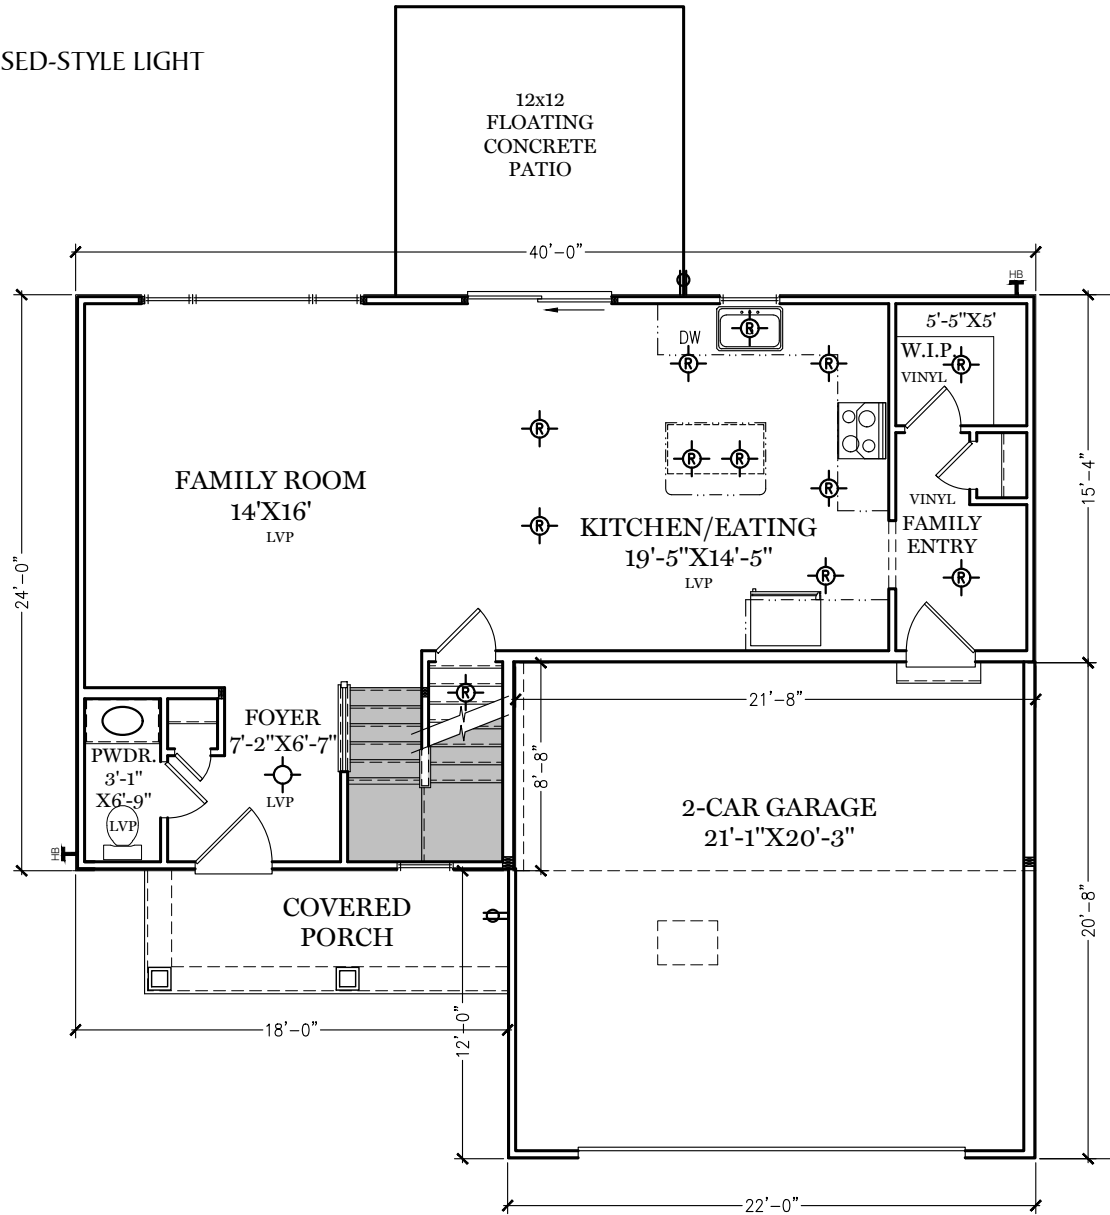 SED-STYLE LIGHT
12x12
FLOATING
CONCRETE
PATIO
40'-0"
HB
5'-5"X5'
W.I.P.
VINYL
DW
R
R
R
R
R
R
R
R
R
R
R
R
FAMILY ROOM
14'X16'
LVP
KITCHEN/EATING
19'-5"X14'-5"
LVP
VINYL
FAMILY
ENTRY
15'-4"
24'-0"
21'-8"
FOYER
7'-2"X6'-7"
LVP
PWDR.
3'-1"
X6'-9"
LVP
8'-8"
2-CAR GARAGE
21'-1"X20'-3"
HB
COVERED
PORCH
20'-8"
18'-0"
12'-0"
22'-0"